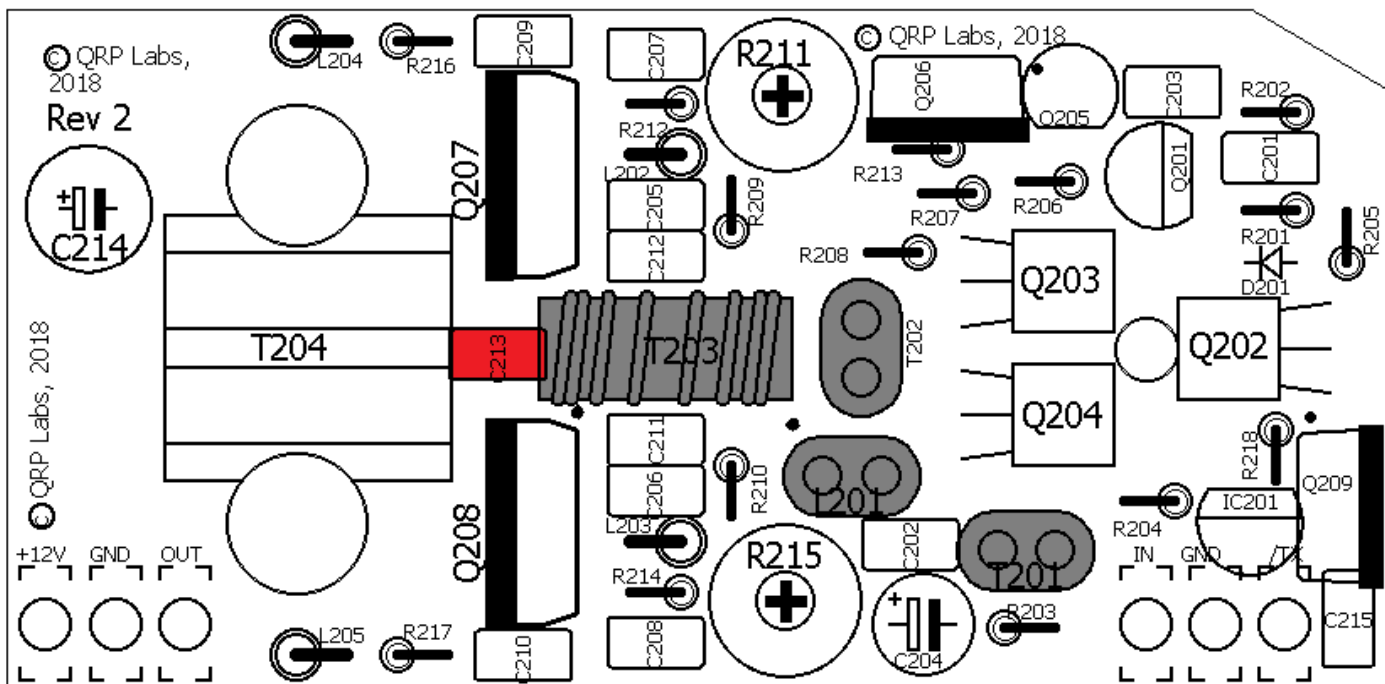 L204
R216
C209
C207
R211
© QRP Labs, 2018
Q206
Q205
C203
R202
© QRP Labs,
2018
Rev 2
R212
L202
Q207
C205
R209
C212
R213
R207
R206
Q201
C201
R201
R205
D201
C214
R208
Q203
T202
T204
C213
T203
Q202
Q204
© QRP Labs, 2018
C211
C206
R210
L201
R218
Q209
Q208
L203
C202
R204
IC201
+12V
GND
OUT
R214
R215
T201
IN
GND
/TX
L205
R217
C210
C208
+
C204
R203
C215
+